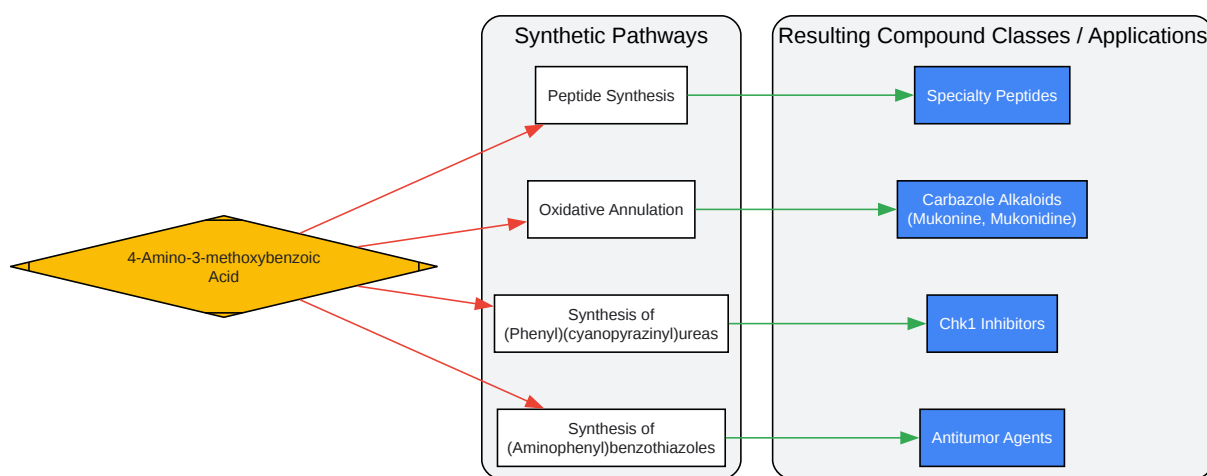 Synthetic Pathways
Resulting Compound Classes / Applications
Peptide Synthesis
Specialty Peptides
Oxidative Annulation
Carbazole Alkaloids
(Mukonine, Mukonidine)
4-Amino-3-methoxybenzoic
Acid
Synthesis of
(Phenyl)(cyanopyrazinyl)ureas
Chk1 Inhibitors
Synthesis of
(Aminophenyl)benzothiazoles
Antitumor Agents